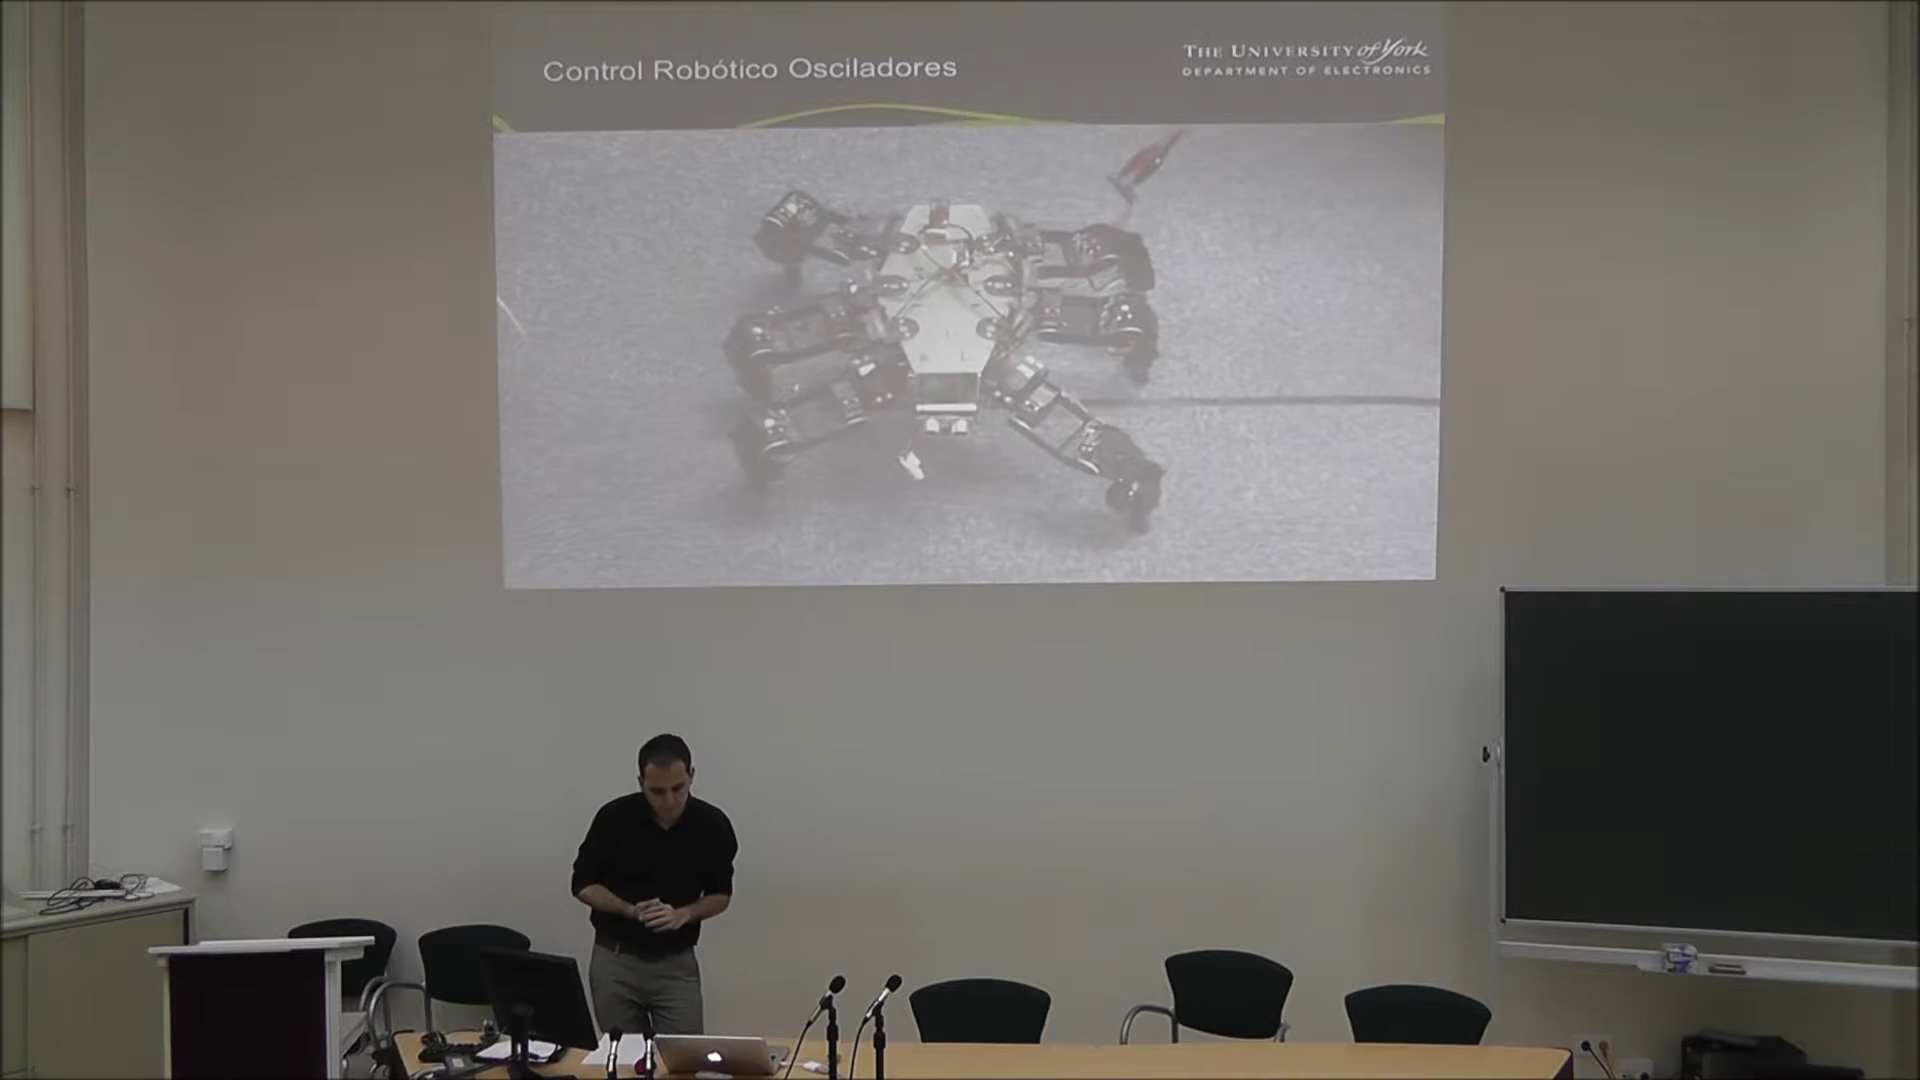 Control Robótico Osciladores
THE UNIVERSITY of York
DEPARTMENT OF ELECTRONICS